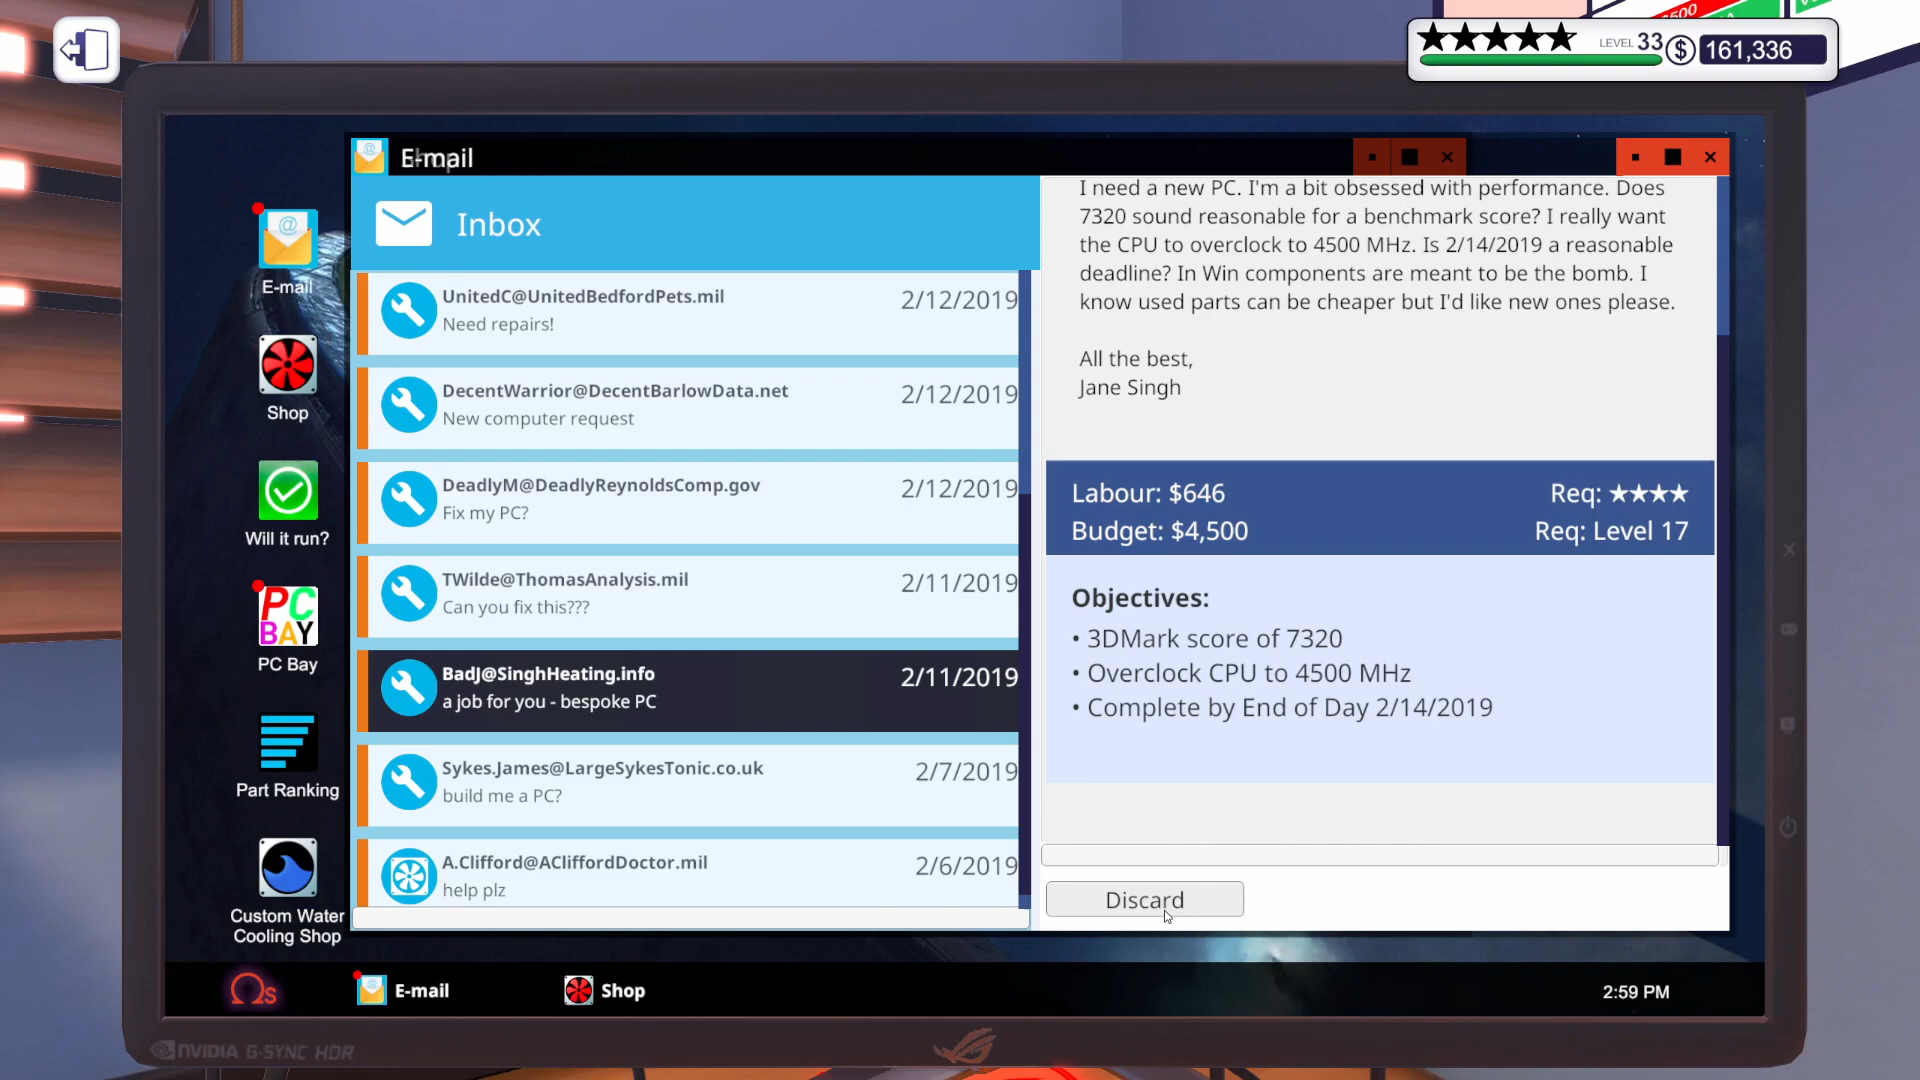 LEVEL 33 $ 161,336
$500
E-mail
Inbox
UnitedC@UnitedBedfordPets.mil 2/12/2019
Need repairs!
DecentWarrior@DecentBarlowData.net 2/12/2019
New computer request
DeadlyM@DeadlyReynoldsComp.gov 2/12/2019
Fix my PC?
TWilde@ThomasAnalysis.mil 2/11/2019
Can you fix this???
BadJ@SinghHeating.info 2/11/2019
a job for you - bespoke PC
Sykes.James@LargeSykesTonic.co.uk 2/7/2019
build me a PC?
A.Clifford@ACliffordDoctor.mil 2/6/2019
help plz
I need a new PC. I'm a bit obsessed with performance. Does
7320 sound reasonable for a benchmark score? I really want
the CPU to overclock to 4500 MHz. Is 2/14/2019 a reasonable
deadline? In Win components are meant to be the bomb. I
know used parts can be cheaper but I'd like new ones please.
All the best,
Jane Singh
Labour: $646 Req: ★★★★
Budget: $4,500 Req: Level 17
Objectives:
• 3DMark score of 7320
• Overclock CPU to 4500 MHz
• Complete by End of Day 2/14/2019
Discard
E-mail
Shop
Will it run?
PC
BAY
PC Bay
Part Ranking
Custom Water
Cooling Shop
Ωs
E-mail
Shop
2:59 PM
NVIDIA G-SYNC HDR